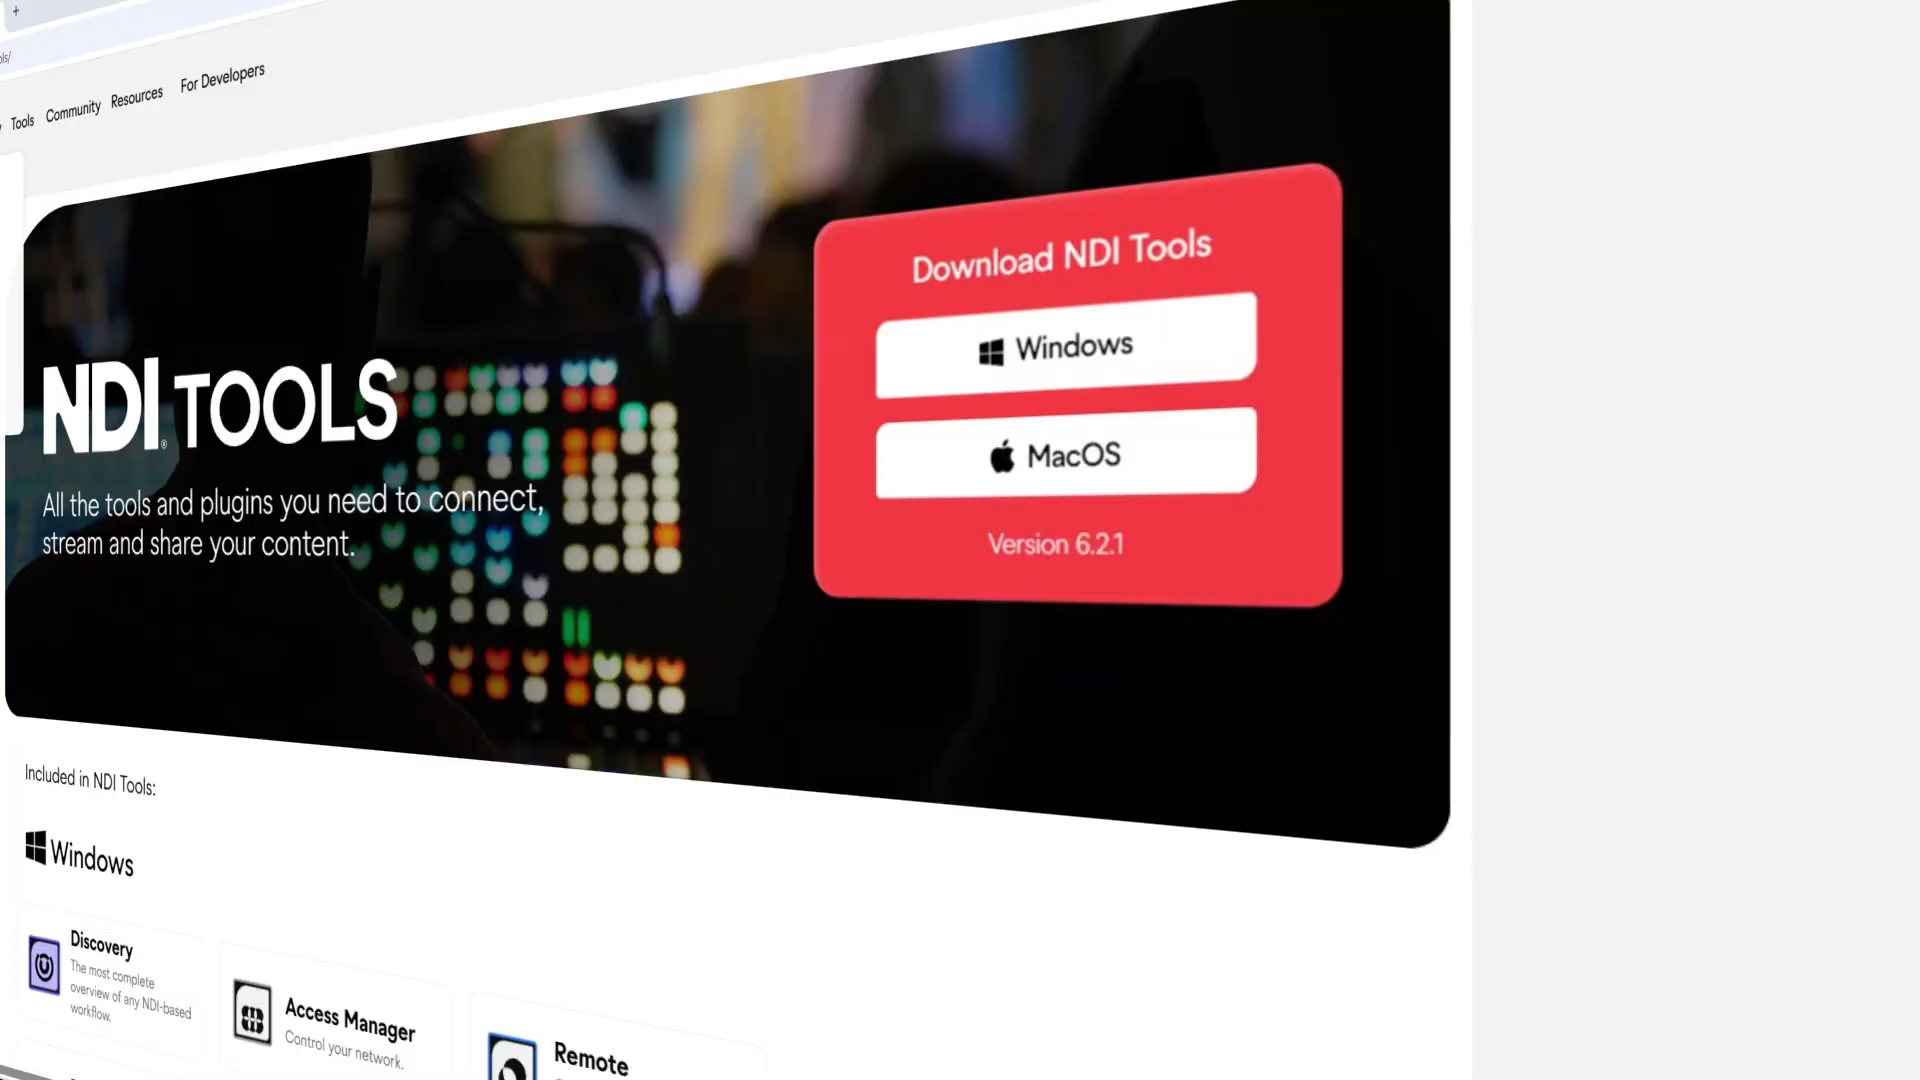 +
Tools Community Resources For Developers
Download NDI Tools
Windows
MacOS
Version 6.2.1
NDI® TOOLS
All the tools and plugins you need to connect,
stream and share your content.
Included in NDI Tools:
Windows
Discovery
The most complete
overview of any NDI-based
workflow.
Access Manager
Control your network.
Remote